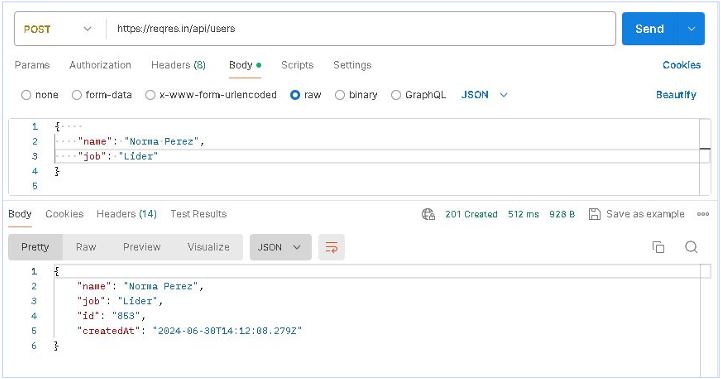 POST https://reqres.in/api/users Send
Params Authorization Headers (8) Body Scripts Settings Cookies
none form-data x-www-form-urlencoded raw binary GraphQL JSON Beautify
1 {
2 "name": "Norma Perez",
3 "job": "Lider"
4 }
5
Body Cookies Headers (14) Test Results 201 Created 512 ms 928 B Save as example
Pretty Raw Preview Visualize JSON
1 {
2 "name": "Norma Perez",
3 "job": "Lider",
4 "id": "853",
5 "createdAt": "2024-06-30T14:12:08.279Z"
6 }